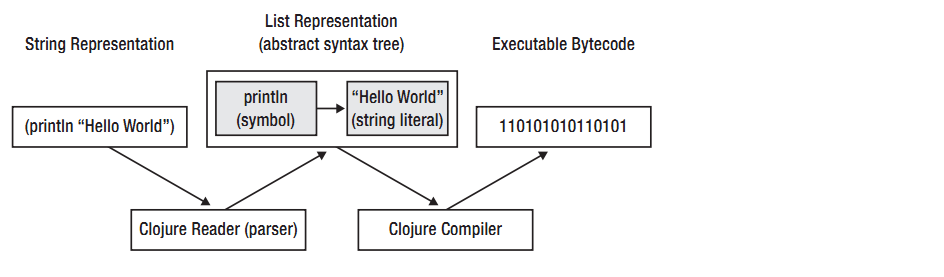 List Representation
String Representation
(abstract syntax tree)
Executable Bytecode
println
(symbol)
“Hello World”
(string literal)
(println “Hello World”)
110101010110101
Clojure Reader (parser)
Clojure Compiler